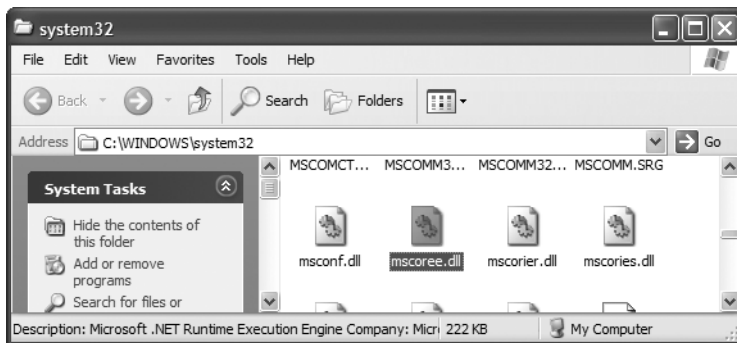 system32
File Edit View Favorites Tools Help
Back Search Folders
Address C:\WINDOWS\system32 Go
MSCOMCT... MSCOMM3... MSCOMM32... MSCOMM.SRG
System Tasks
Hide the contents of
this folder
Add or remove
programs
Search for files or
msconf.dll mscoree.dll mscorier.dll mscories.dll
Description: Microsoft .NET Runtime Execution Engine Company: Micr 222 KB My Computer